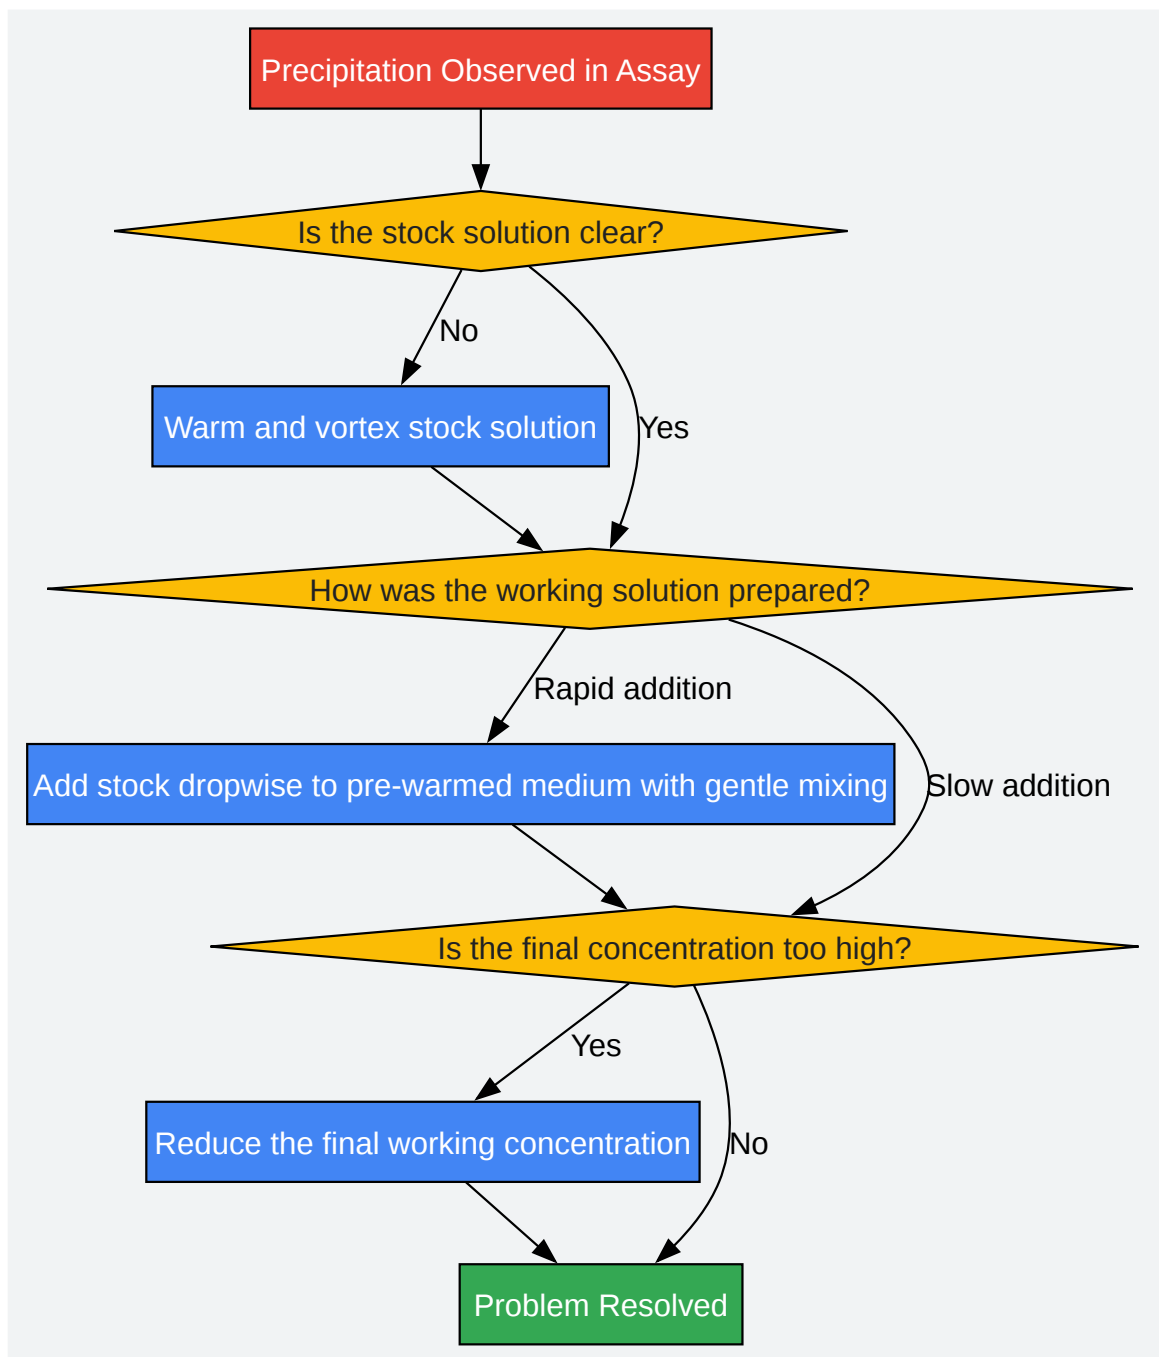 Precipitation Observed in Assay
Is the stock solution clear?
No
Warm and vortex stock solution
Yes
How was the working solution prepared?
Rapid addition
Add stock dropwise to pre-warmed medium with gentle mixing
Slow addition
Is the final concentration too high?
Yes
Reduce the final working concentration
No
Problem Resolved